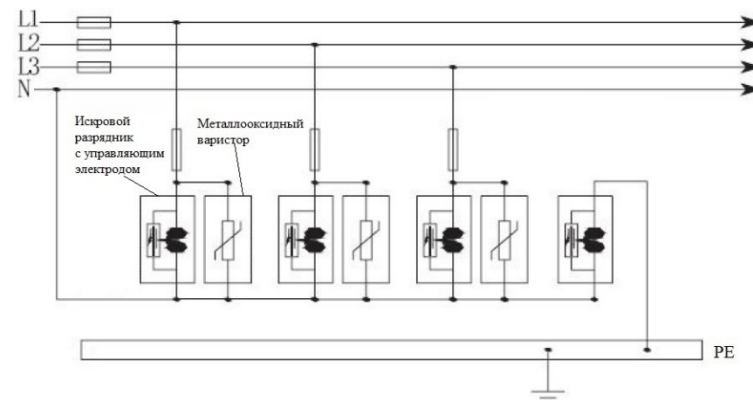 L1
L2
L3
N
Искровой
разрядник
с управляющим
электродом
Металлооксидный
варистор
PE